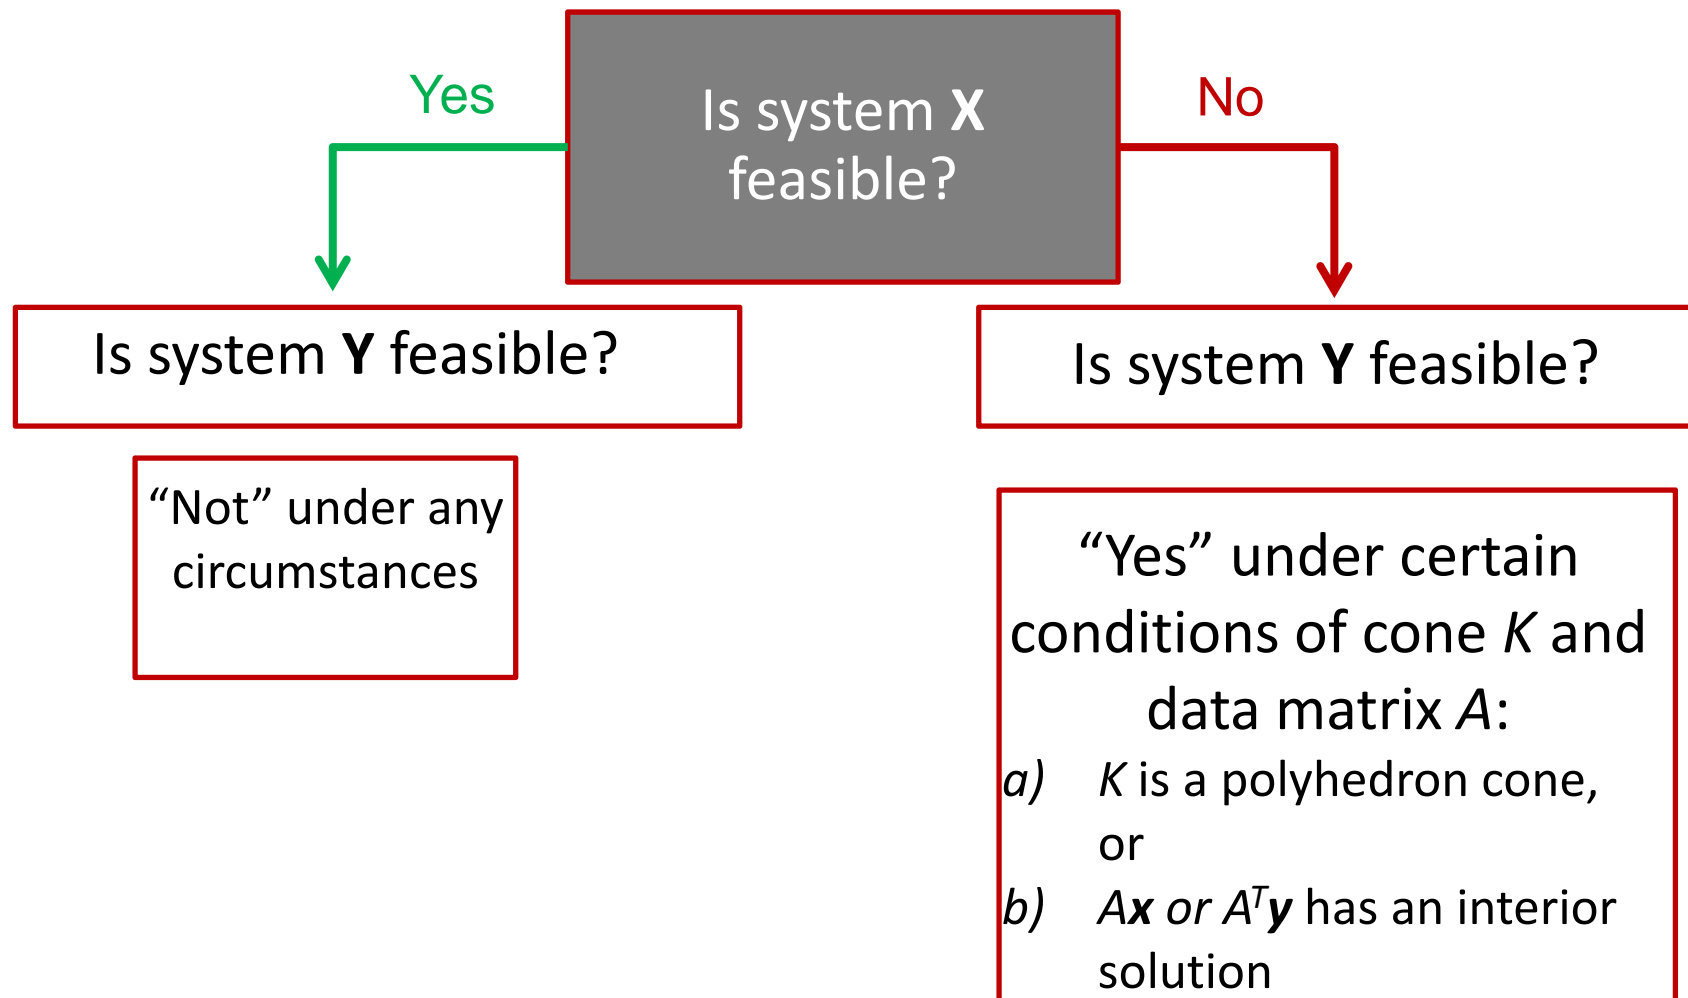 Yes
Is system X
feasible?
No
Is system Y feasible?
Is system Y feasible?
“Not” under any
circumstances
“Yes” under certain
conditions of cone K and
data matrix A:
a) K is a polyhedron cone,
or
b) Ax or Aᵀy has an interior
solution